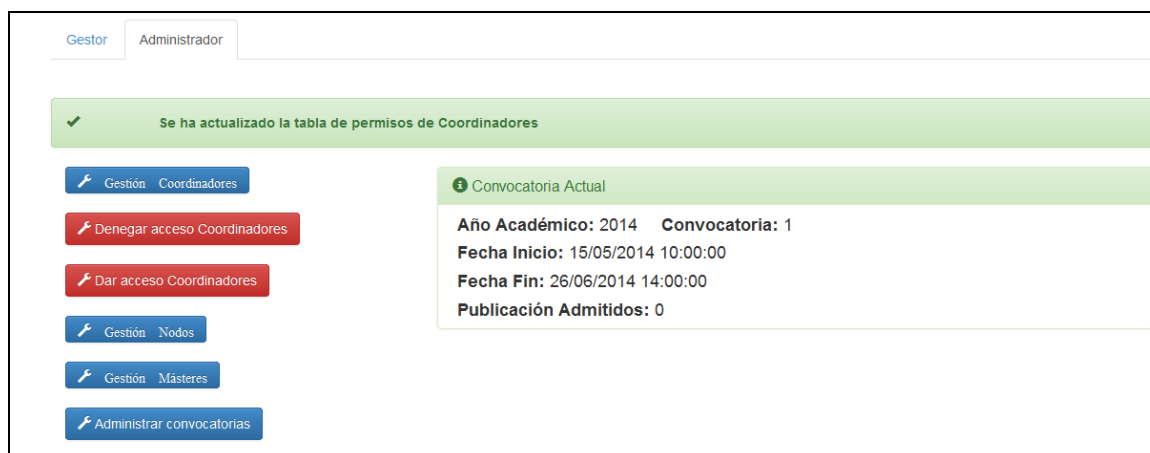 Gestor Administrador
Se ha actualizado la tabla de permisos de Coordinadores
Gestión Coordinadores
Denegar acceso Coordinadores
Dar acceso Coordinadores
Gestión Nodos
Gestión Másteres
Administrar convocatorias
Convocatoria Actual
Año Académico: 2014 Convocatoria: 1
Fecha Inicio: 15/05/2014 10:00:00
Fecha Fin: 26/06/2014 14:00:00
Publicación Admitidos: 0